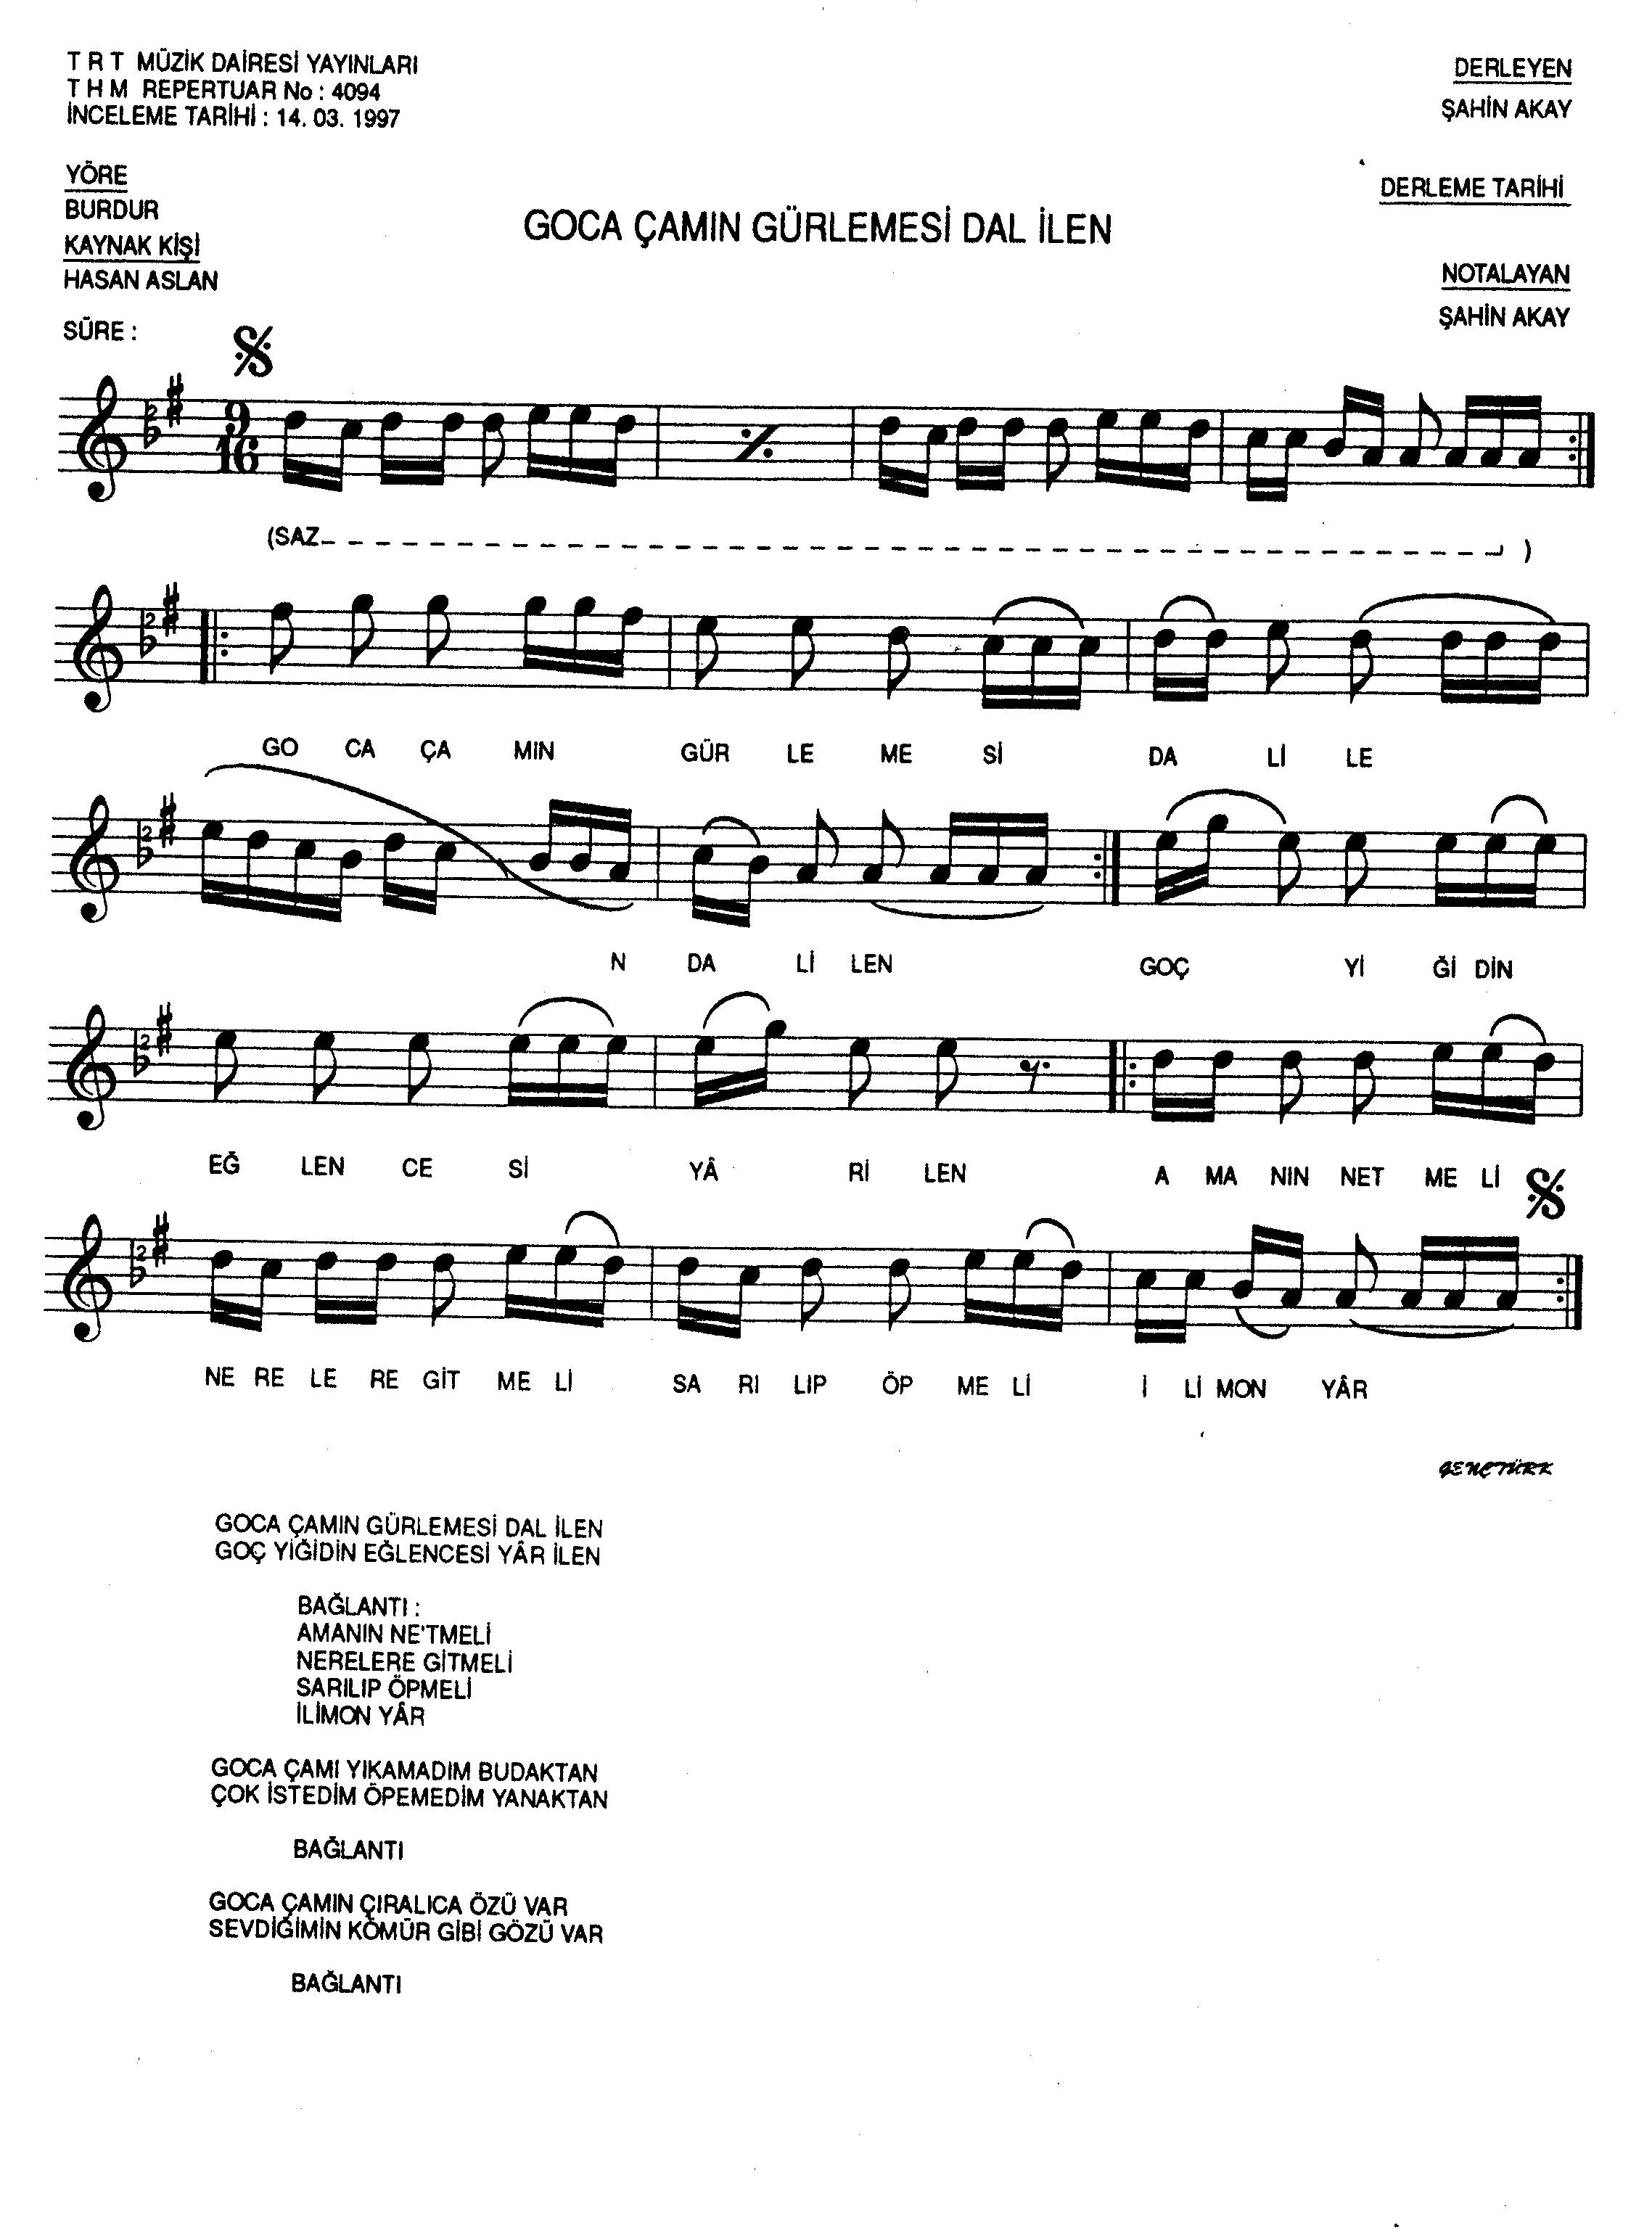 T R T MÜZİK DAİRESİ YAYINLARI
T H M REPERTUAR No : 4094
İNCELEME TARİHİ : 14. 03. 1997
DERLEYEN
ŞAHİN AKAY
YÖRE
BURDUR
KAYNAK KİŞİ
HASAN ASLAN
DERLEME TARİHİ
GOCA ÇAMIN GÜRLEMESİ DAL İLEN
NOTALAYAN
ŞAHİN AKAY
SÜRE :
9
16
(SAZ )
GO CA ÇA MIN GÜR LE ME Sİ DA Lİ LE
N DA Lİ LEN GOÇ Yİ Ğİ DİN
EĞ LEN CE Sİ YÂ Rİ LEN A MA NIN NET ME Lİ
NE RE LE RE GİT ME Lİ SA RI LIP ÖP ME Lİ İ Lİ MON YÂR
GENÇTÜRK
GOCA ÇAMIN GÜRLEMESİ DAL İLEN
GOÇ YİĞİDİN EĞLENCESİ YÂR İLEN
BAĞLANTI :
AMANIN NE'TMELİ
NERELERE GİTMELİ
SARILIP ÖPMELİ
İLİMON YÂR
GOCA ÇAMI YIKAMADIM BUDAKTAN
ÇOK İSTEDİM ÖPEMEDİM YANAKTAN
BAĞLANTI
GOCA ÇAMIN ÇIRALICA ÖZÜ VAR
SEVDİĞİMİN KÖMÜR GİBİ GÖZÜ VAR
BAĞLANTI